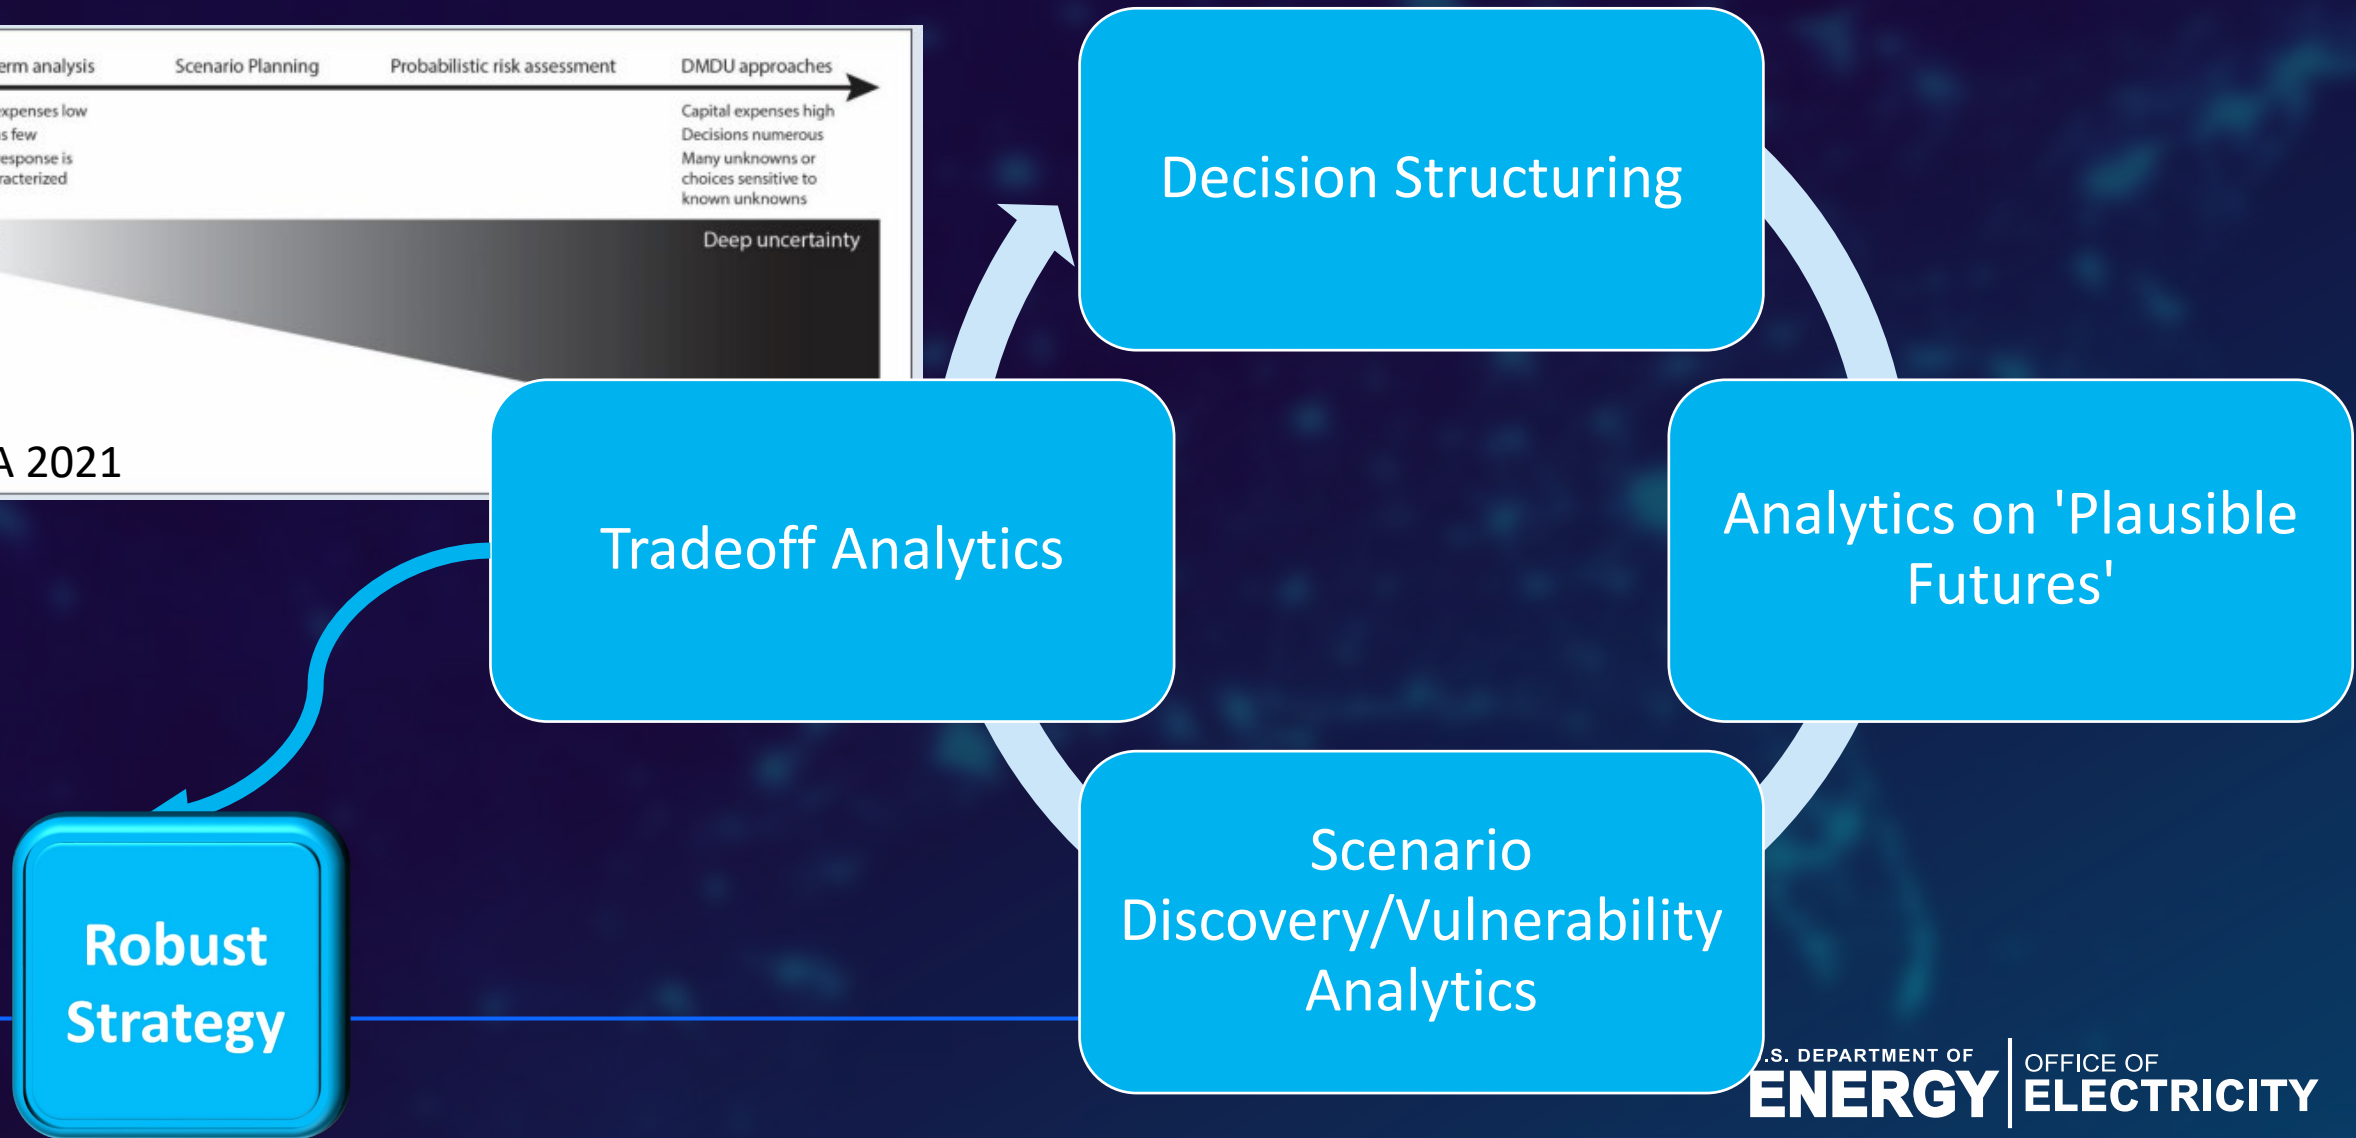 erm analysis
Scenario Planning
Probabilistic risk assessment
DMDU approaches
expenses low
s few
esponse is
racterized
Capital expenses high
Decisions numerous
Many unknowns or
choices sensitive to
known unknowns
Deep uncertainty
A 2021
Decision Structuring
Analytics on 'Plausible
Futures'
Scenario
Discovery/Vulnerability
Analytics
Tradeoff Analytics
Robust
Strategy
.S. DEPARTMENT OF
ENERGY
OFFICE OF
ELECTRICITY